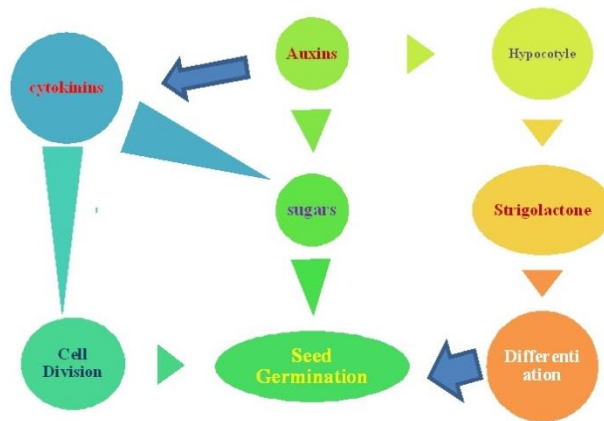 Auxins
Hypocotyle
cytokinins
sugars
Strigolactone
Cell
Division
Seed
Germination
Differenti
ation